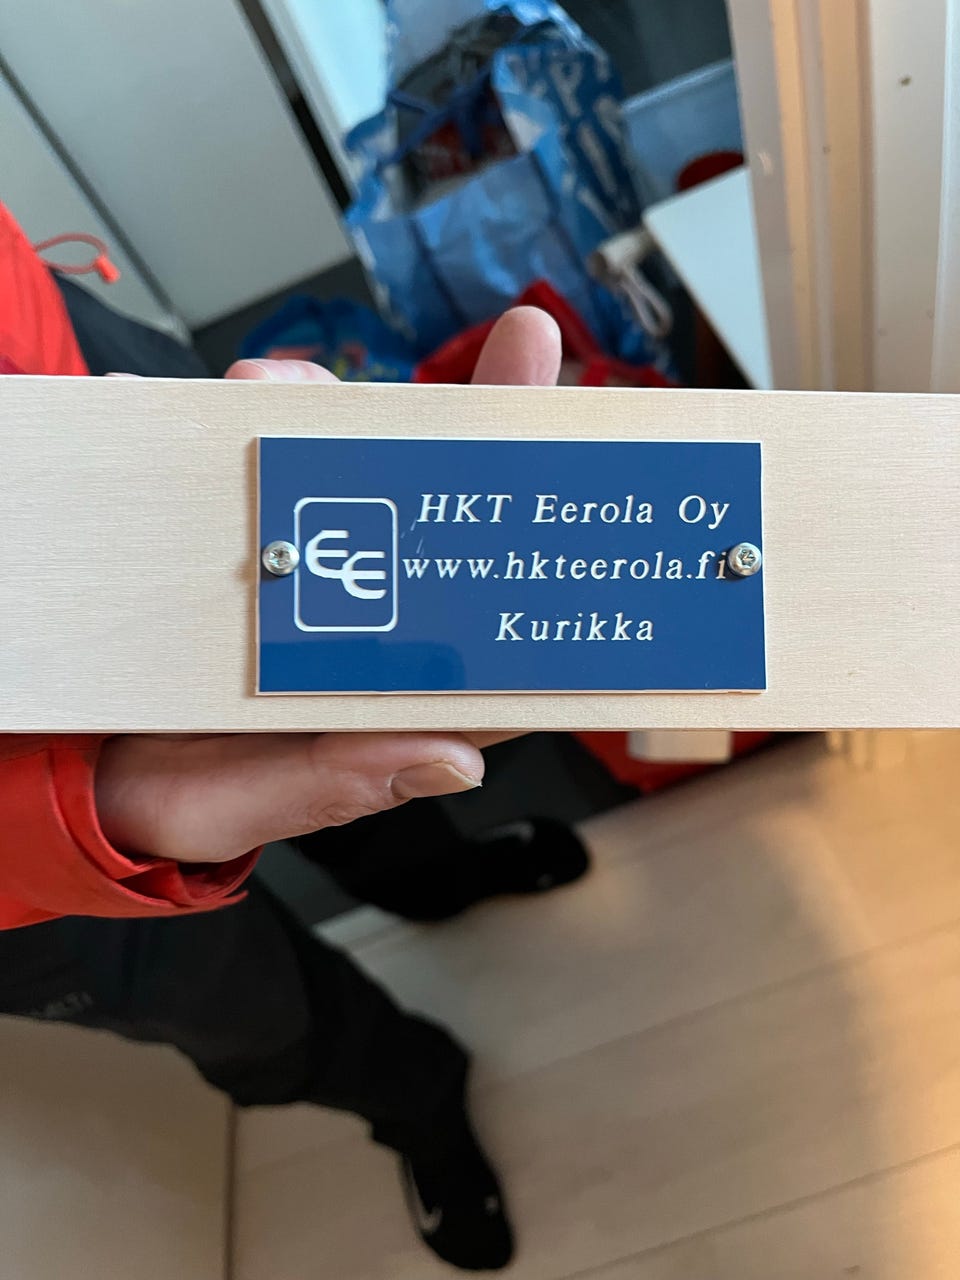 HKT Eerola Oy
EE www.hkteerola.fi
Kurikka